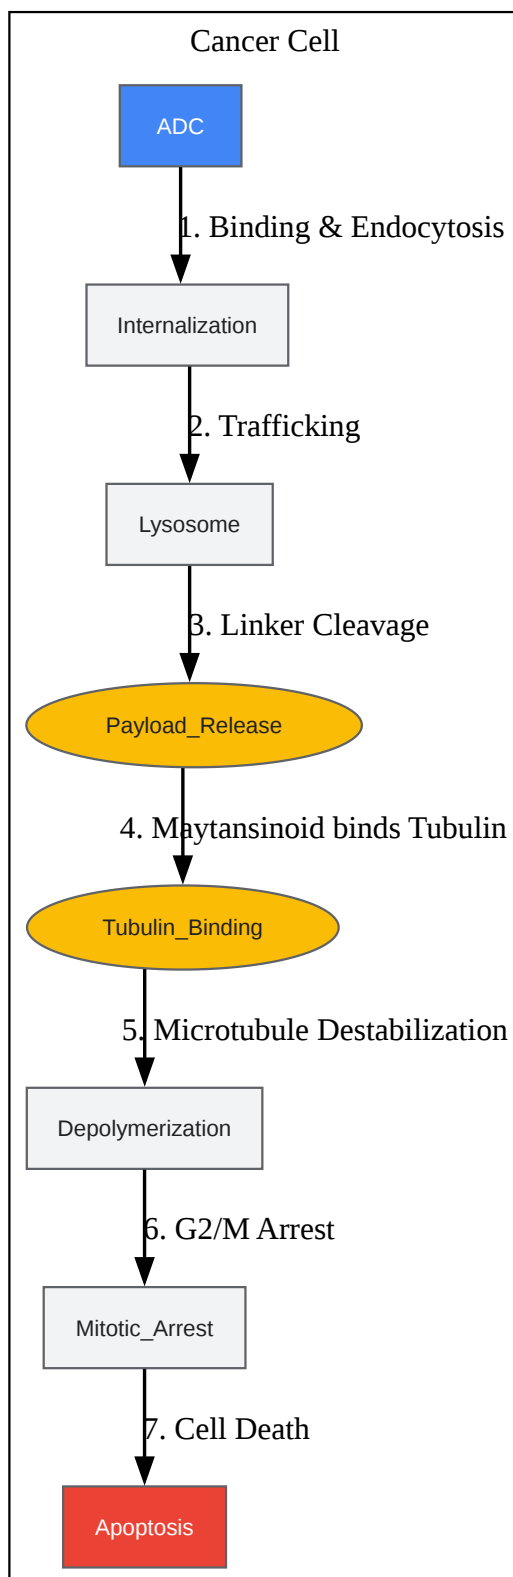 Cancer Cell
ADC
1. Binding & Endocytosis
Internalization
2. Trafficking
Lysosome
3. Linker Cleavage
Payload_Release
4. Maytansinoid binds Tubulin
Tubulin_Binding
5. Microtubule Destabilization
Depolymerization
6. G2/M Arrest
Mitotic_Arrest
7. Cell Death
Apoptosis